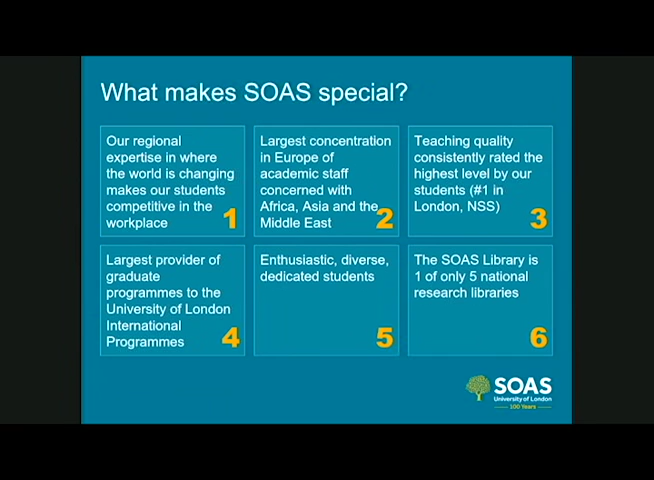 What makes SOAS special?
Our regional
expertise in where
the world is changing
makes our students
competitive in the
workplace
1
Largest concentration
in Europe of
academic staff
concerned with
Africa, Asia and the
Middle East
2
Teaching quality
consistently rated the
highest level by our
students (#1 in
London, NSS)
3
Largest provider of
graduate
programmes to the
University of London
International
Programmes
4
Enthusiastic, diverse,
dedicated students
5
The SOAS Library is
1 of only 5 national
research libraries
6
SOAS
University of London
100 Years